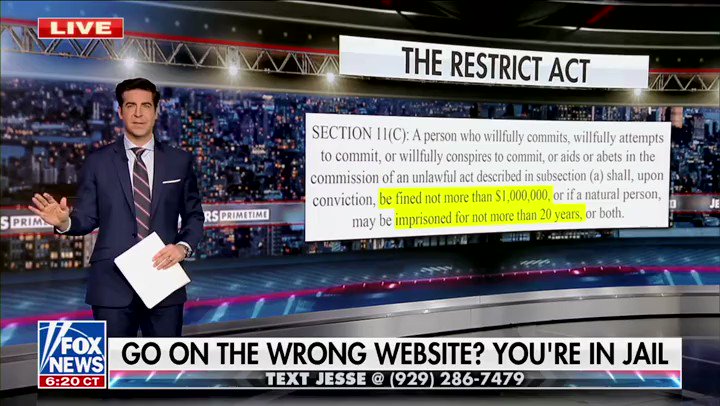 LIVE
THE RESTRICT ACT
SECTION 11(C): A person who willfully commits, willfully attempts
to commit, or willfully conspires to commit, or aids or abets in the
commission of an unlawful act described in subsection (a) shall, upon
conviction, be fined not more than $1,000,000, or if a natural person,
may be imprisoned for not more than 20 years, or both.
RS PRIMETIME
FOX
NEWS
6:20 CT
GO ON THE WRONG WEBSITE? YOU'RE IN JAIL
TEXT JESSE @ (929) 286-7479